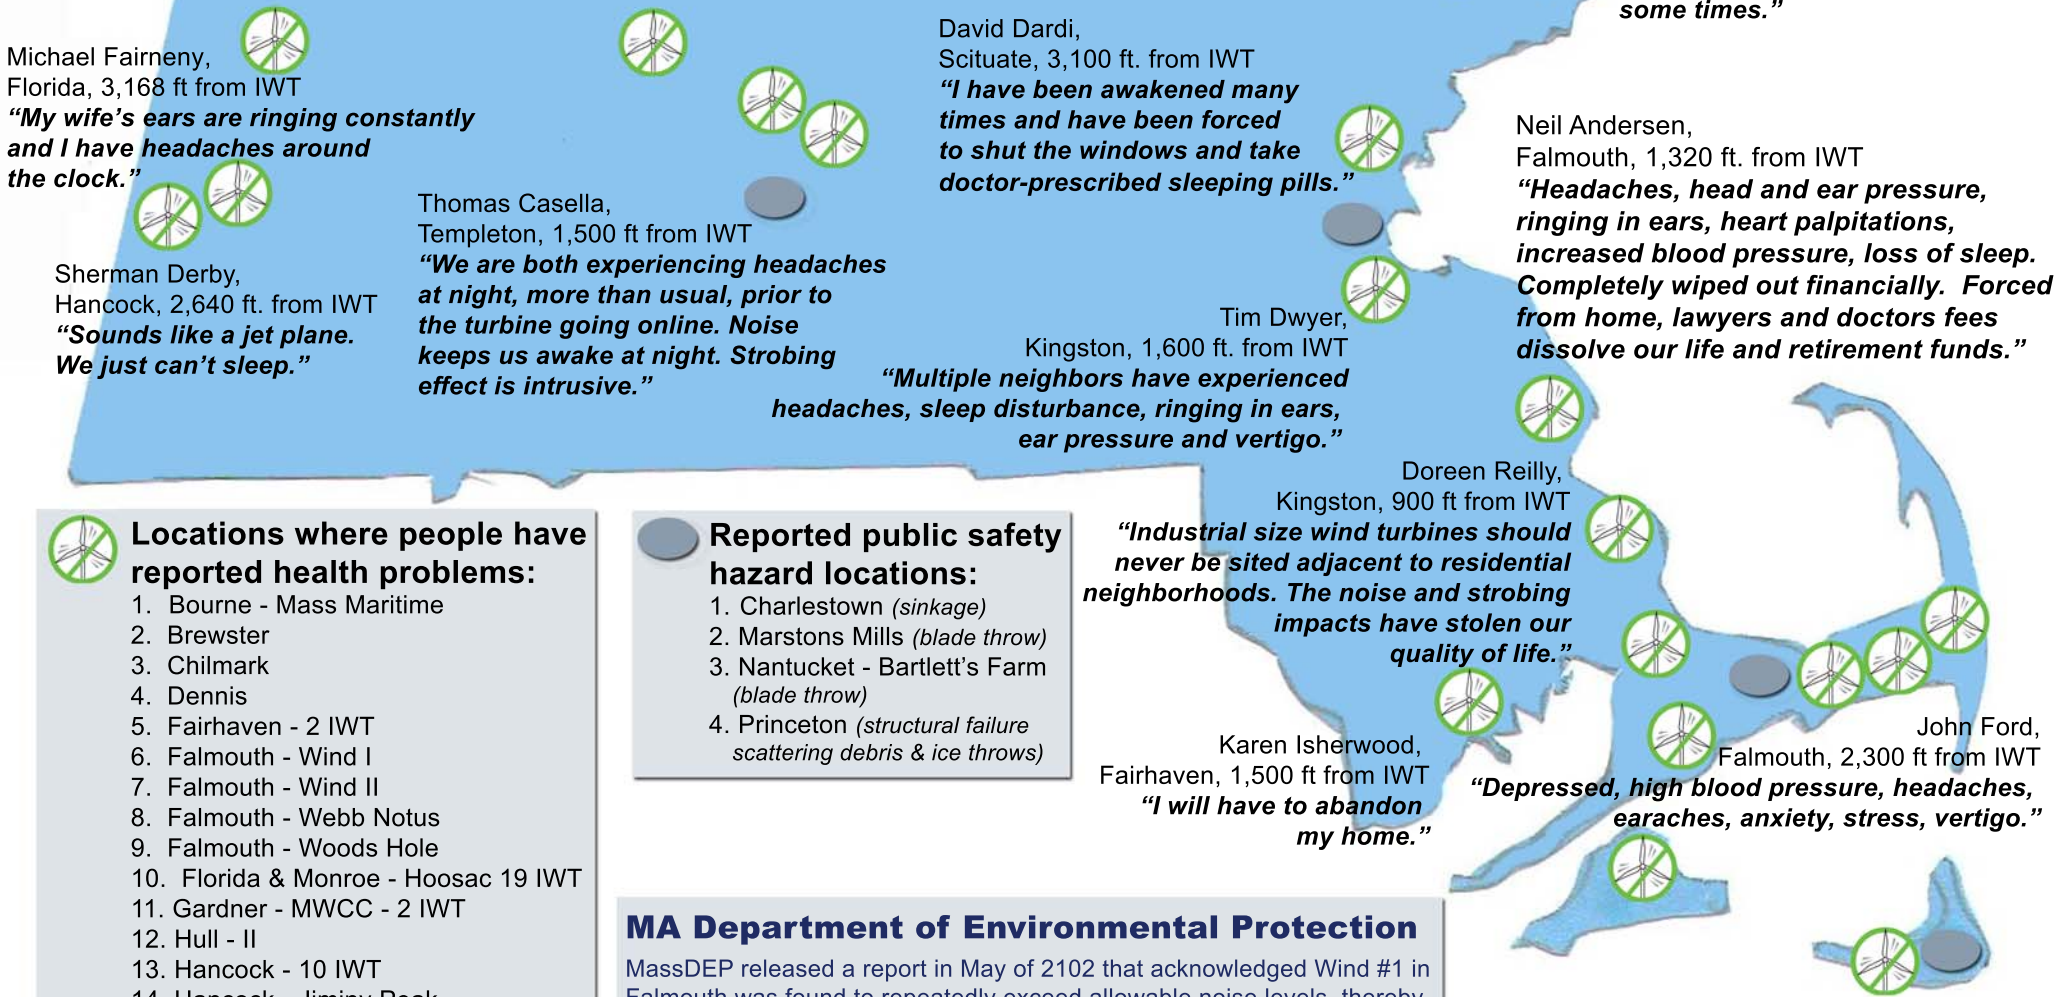 some times.”
Michael Fairneny,
Florida, 3,168 ft from IWT
“My wife’s ears are ringing constantly
and I have headaches around
the clock.”
David Dardi,
Scituate, 3,100 ft. from IWT
“I have been awakened many
times and have been forced
to shut the windows and take
doctor-prescribed sleeping pills.”
Neil Andersen,
Falmouth, 1,320 ft. from IWT
“Headaches, head and ear pressure,
ringing in ears, heart palpitations,
increased blood pressure, loss of sleep.
Completely wiped out financially.  Forced
from home, lawyers and doctors fees
dissolve our life and retirement funds.”
Thomas Casella,
Templeton, 1,500 ft from IWT
“We are both experiencing headaches
at night, more than usual, prior to
the turbine going online. Noise
keeps us awake at night. Strobing
effect is intrusive.”
Sherman Derby,
Hancock, 2,640 ft. from IWT
“Sounds like a jet plane.
We just can’t sleep.”
Tim Dwyer,
Kingston, 1,600 ft. from IWT
“Multiple neighbors have experienced
headaches, sleep disturbance, ringing in ears,
ear pressure and vertigo.”
Doreen Reilly,
Kingston, 900 ft from IWT
“Industrial size wind turbines should
never be sited adjacent to residential
neighborhoods. The noise and strobing
impacts have stolen our
quality of life.”
Karen Isherwood,
Fairhaven, 1,500 ft from IWT
“I will have to abandon
my home.”
John Ford,
Falmouth, 2,300 ft from IWT
“Depressed, high blood pressure, headaches,
earaches, anxiety, stress, vertigo.”
Locations where people have
reported health problems:
1. Bourne - Mass Maritime
2. Brewster
3. Chilmark
4. Dennis
5. Fairhaven - 2 IWT
6. Falmouth - Wind I
7. Falmouth - Wind II
8. Falmouth - Webb Notus
9. Falmouth - Woods Hole
10. Florida & Monroe - Hoosac 19 IWT
11. Gardner - MWCC - 2 IWT
12. Hull - II
13. Hancock - 10 IWT
14. Hancock - Jiminy Peak
Reported public safety
hazard locations:
1. Charlestown (sinkage)
2. Marstons Mills (blade throw)
3. Nantucket - Bartlett’s Farm
(blade throw)
4. Princeton (structural failure
scattering debris & ice throws)
MA Department of Environmental Protection
MassDEP released a report in May of 2102 that acknowledged Wind #1 in
Falmouth was found to repeatedly exceed allowable noise levels, thereby